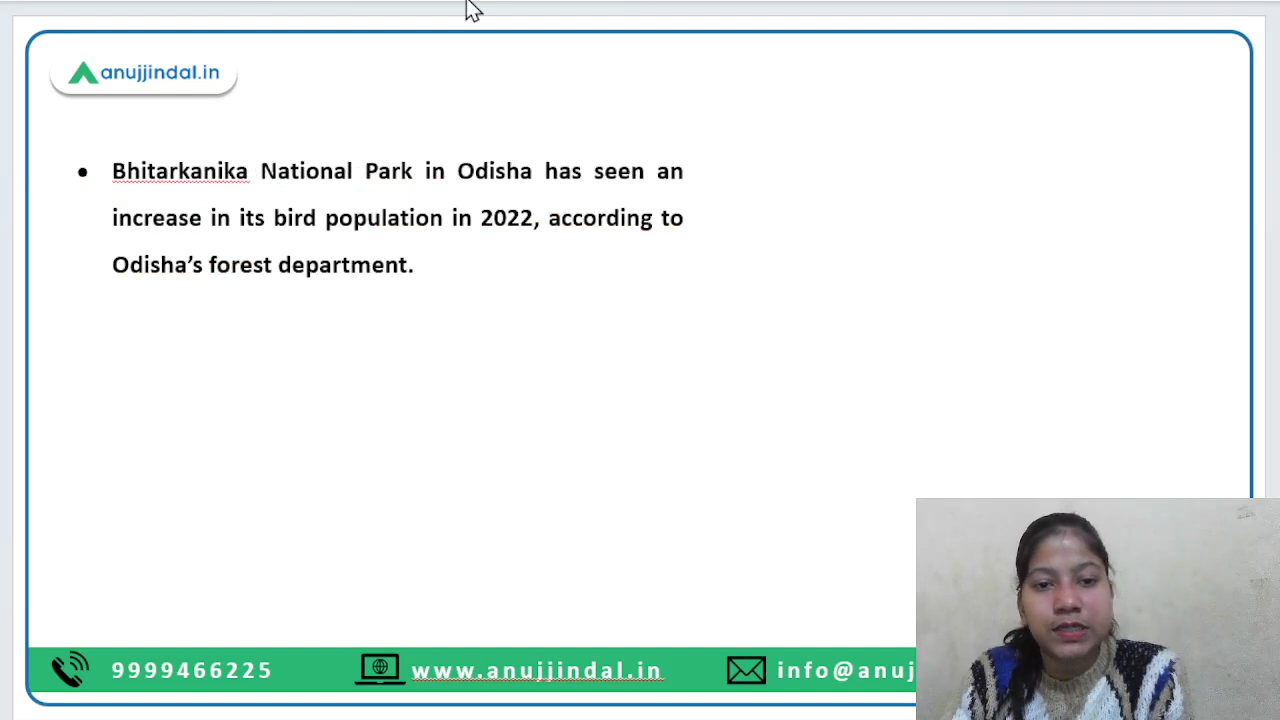 anujjindal.in
• Bhitarkanika National Park in Odisha has seen an
increase in its bird population in 2022, according to
Odisha’s forest department.
9999466225 www.anujjindal.in info@anuj